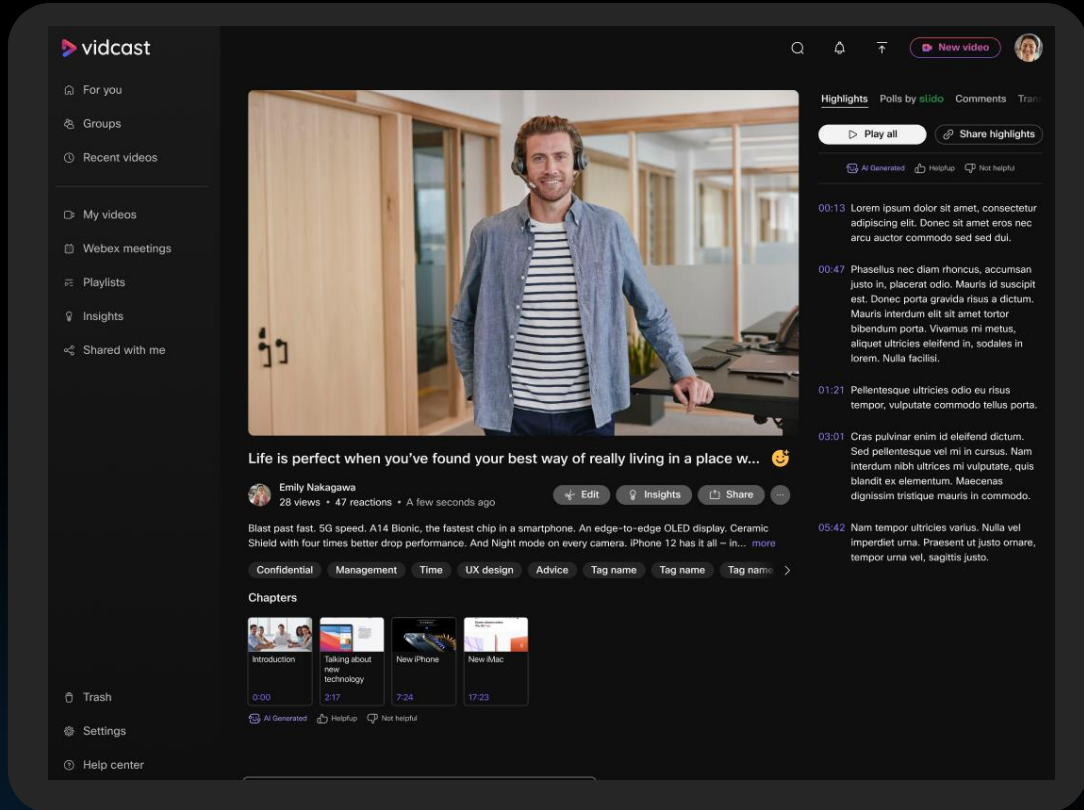 vidcast
New video
For you
Groups
Recent videos
My videos
Webex meetings
Playlists
Insights
Shared with me
Trash
Settings
Help center
Life is perfect when you’ve found your best way of really living in a place w...
Emily Nakagawa
28 views • 47 reactions • A few seconds ago
Edit
Insights
Share
Blast past fast. 5G speed. A14 Bionic, the fastest chip in a smartphone. An edge-to-edge OLED display. Ceramic
Shield with four times better drop performance. And Night mode on every camera. iPhone 12 has it all – in... more
Confidential Management Time UX design Advice Tag name Tag name Tag name
Chapters
Introduction
0:00
Talking about
new
technology
2:17
New iPhone
7:24
New iMac
17:23
AI Generated Helpfup Not helpful
Highlights Polls by slido Comments Tran
Play all
Share highlights
AI Generated Helpfup Not helpful
00:13 Lorem ipsum dolor sit amet, consectetur
adipiscing elit. Donec sit amet eros nec
arcu auctor commodo sed sed dui.
00:47 Phasellus nec diam rhoncus, accumsan
justo in, placerat odio. Mauris id suscipit
est. Donec porta gravida risus a dictum.
Mauris interdum elit sit amet tortor
bibendum porta. Vivamus mi metus,
aliquet ultricies eleifend in, sodales in
lorem. Nulla facilisi.
01:21 Pellentesque ultricies odio eu risus
tempor, vulputate commodo tellus porta.
03:01 Cras pulvinar enim id eleifend dictum.
Sed pellentesque vel mi in cursus. Nam
interdum nibh ultrices mi vulputate, quis
blandit ex elementum. Maecenas
dignissim tristique mauris in commodo.
05:42 Nam tempor ultricies varius. Nulla vel
imperdiet urna. Praesent ut justo ornare,
tempor urna vel, sagittis justo.